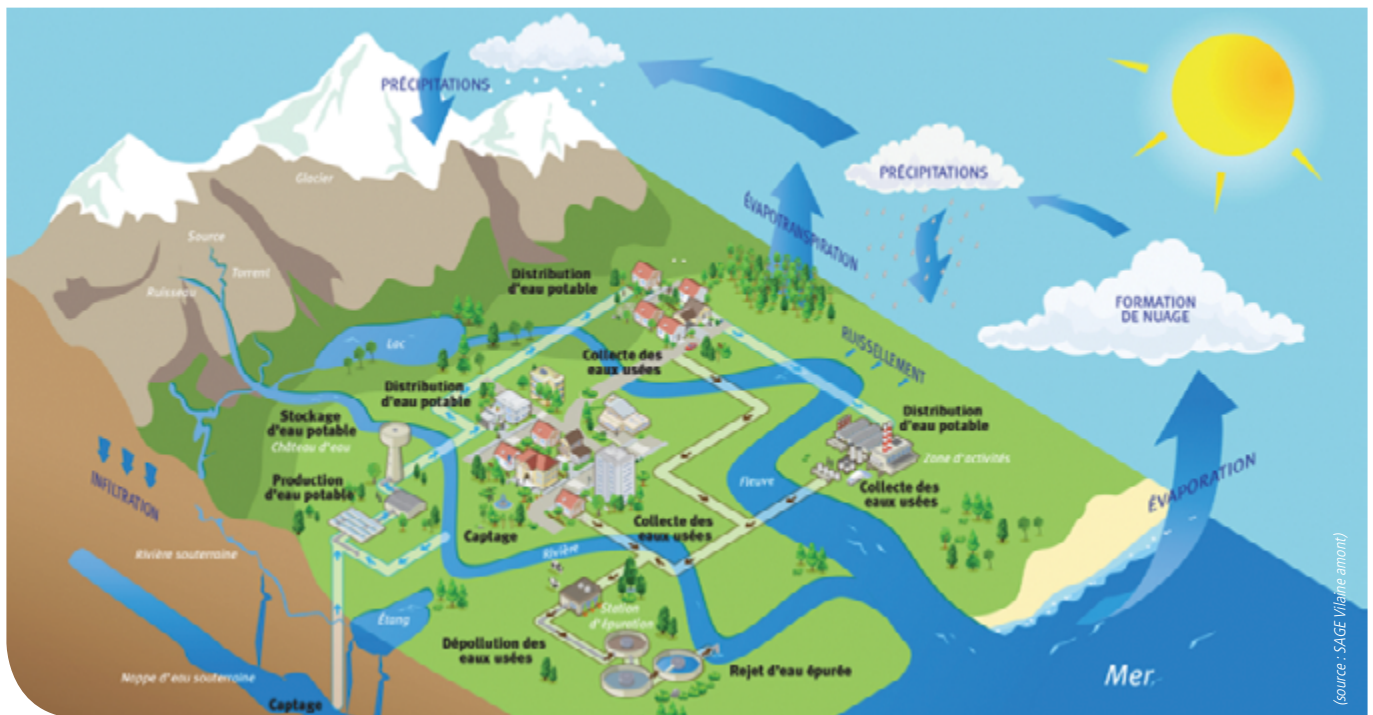 PRÉCIPITATIONS
Glacier
PRÉCIPITATIONS
Source
Torrent
Ruisseau
ÉVAPOTRANSPIRATION
FORMATION
DE NUAGE
Distribution
d'eau potable
Lac
Collecte des
eaux usées
RUISSELLEMENT
Distribution
d'eau potable
Distribution
d'eau potable
Stockage
d'eau potable
Château d'eau
Zone d'activités
INFILTRATION
Production
d'eau potable
Fleuve
Collecte des
eaux usées
ÉVAPORATION
Captage
Collecte des
eaux usées
Rivière souterraine
Rivière
Étang
Station
d'épuration
Dépollution des
eaux usées
Rejet d'eau épurée
Nappe d'eau souterraine
Captage
Mer
(source : SAGE Vilaine amont)